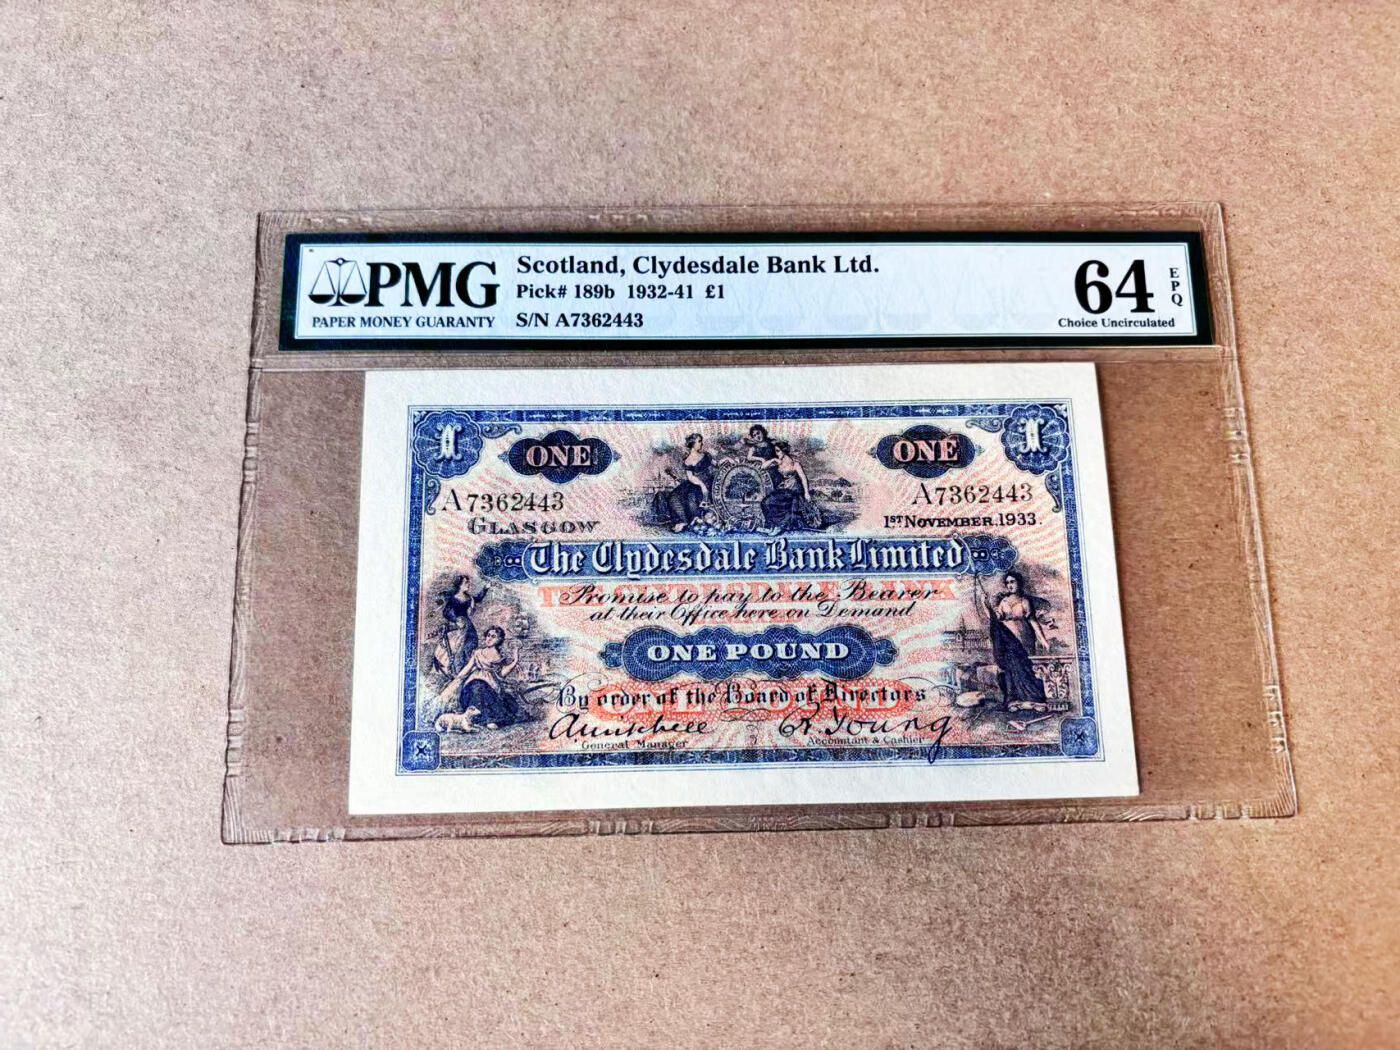 PMG
PAPER MONEY GUARANTY
Scotland, Clydesdale Bank Ltd.
Pick# 189b 1932-41 £1
S/N A7362443
64 EPQ
Choice Uncirculated
1 ONE ONE 1
A7362443 A7362443
GLASGOW 1ST NOVEMBER.1933.
The Clydesdale Bank Limited
Promise to pay to the Bearer
at their Office here on Demand
ONE POUND
By order of the Board of Directors
General Manager Accountant & Cashier